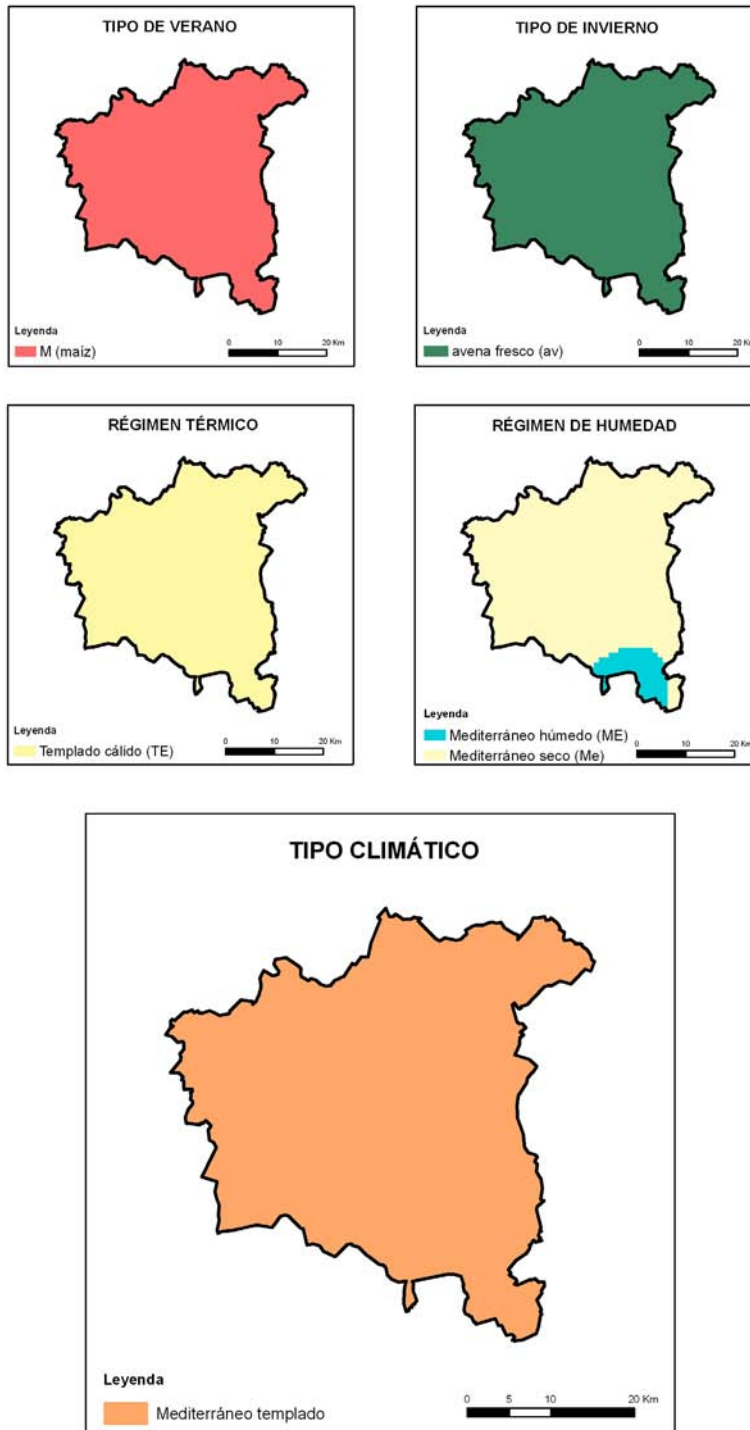 TIPO DE VERANO
Leyenda
M (maíz)
0 10 20 Km
TIPO DE INVIERNO
Leyenda
avena fresco (av)
0 10 20 Km
RÉGIMEN TÉRMICO
Leyenda
Templado cálido (TE)
0 10 20 Km
RÉGIMEN DE HUMEDAD
Leyenda
Mediterráneo húmedo (ME)
Mediterráneo seco (Me)
0 10 20 Km
TIPO CLIMÁTICO
Leyenda
Mediterráneo templado
0 5 10 20 Km